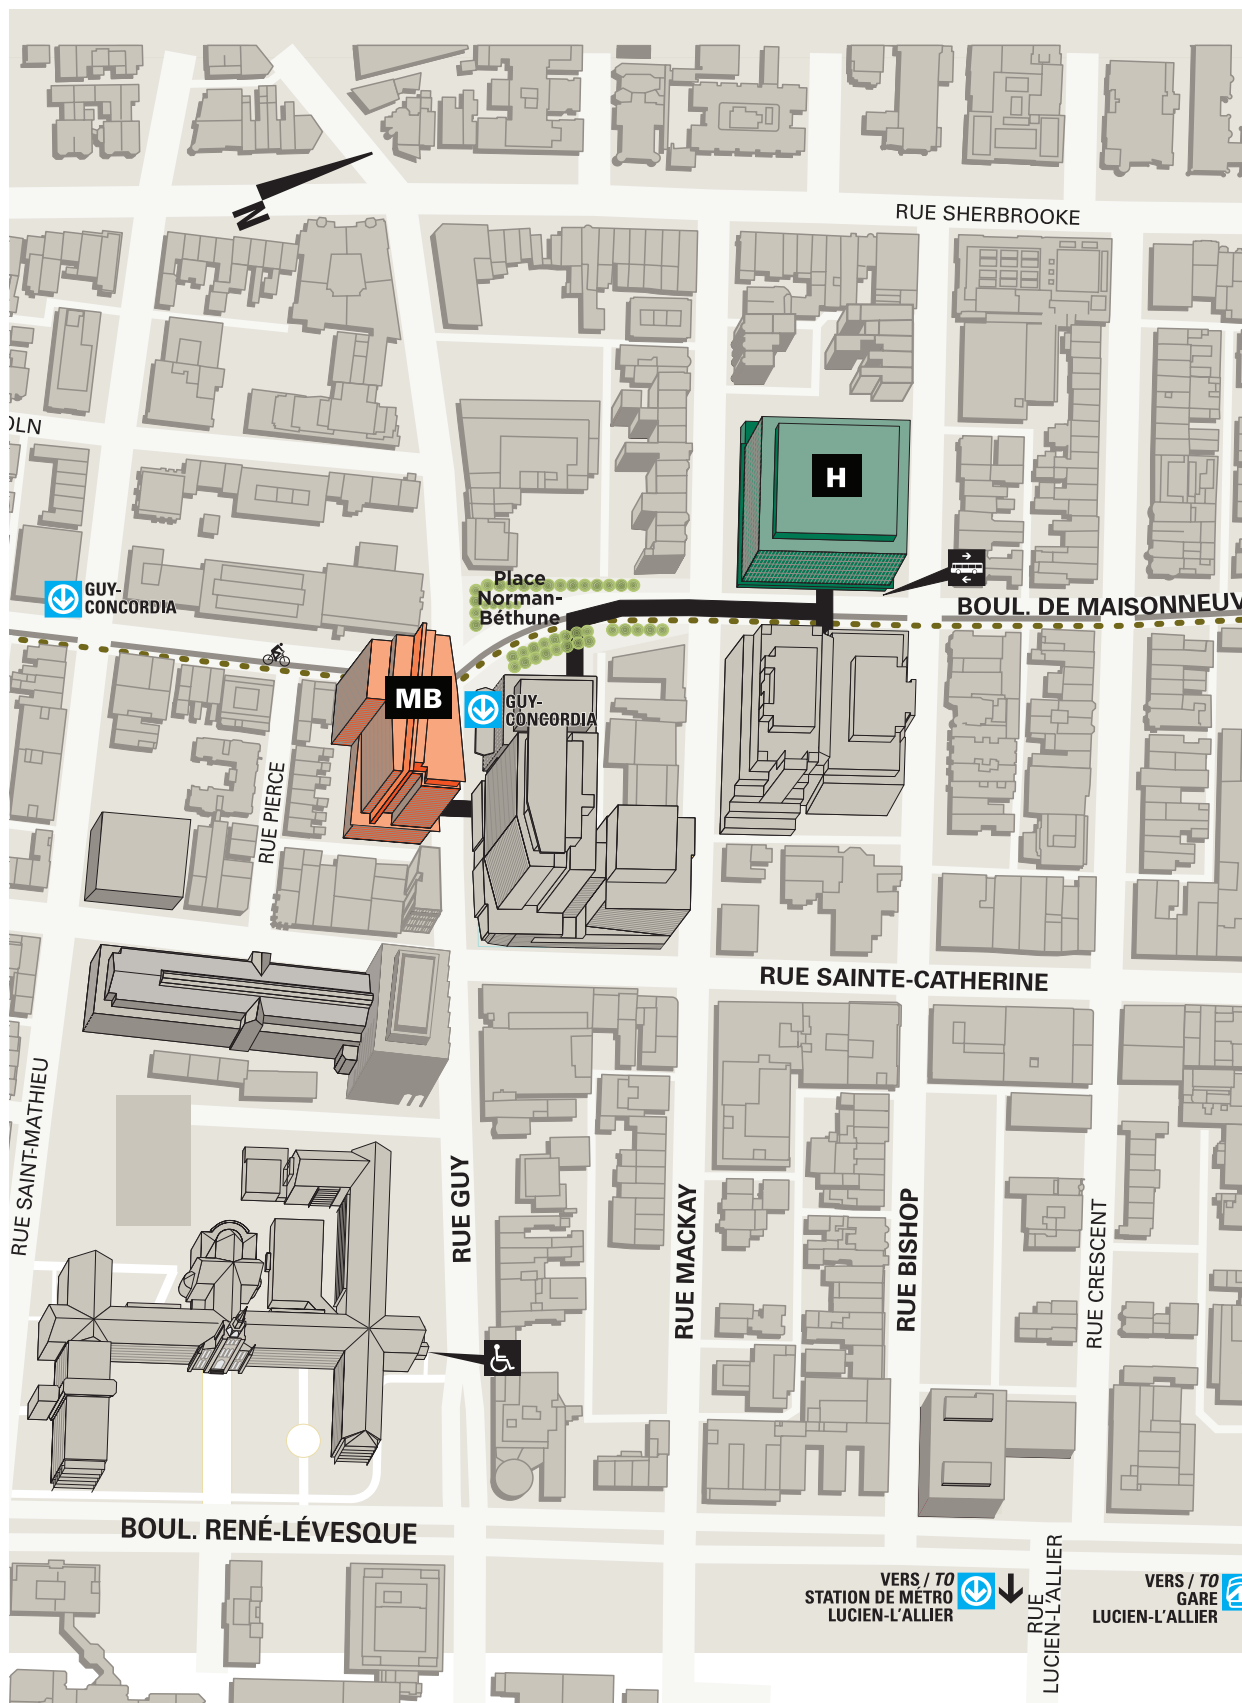 N
RUE SHERBROOKE
OLN
H
Place
Norman-
Béthune
GUY-
CONCORDIA
BOUL. DE MAISONNEUV
MB
GUY-
CONCORDIA
RUE PIERCE
RUE SAINTE-CATHERINE
RUE SAINT-MATHIEU
RUE GUY
RUE MACKAY
RUE BISHOP
RUE CRESCENT
BOUL. RENÉ-LÉVESQUE
VERS / TO
STATION DE MÉTRO
LUCIEN-L'ALLIER
RUE
LUCIEN-L'ALLIER
VERS / TO
GARE
LUCIEN-L'ALLIER